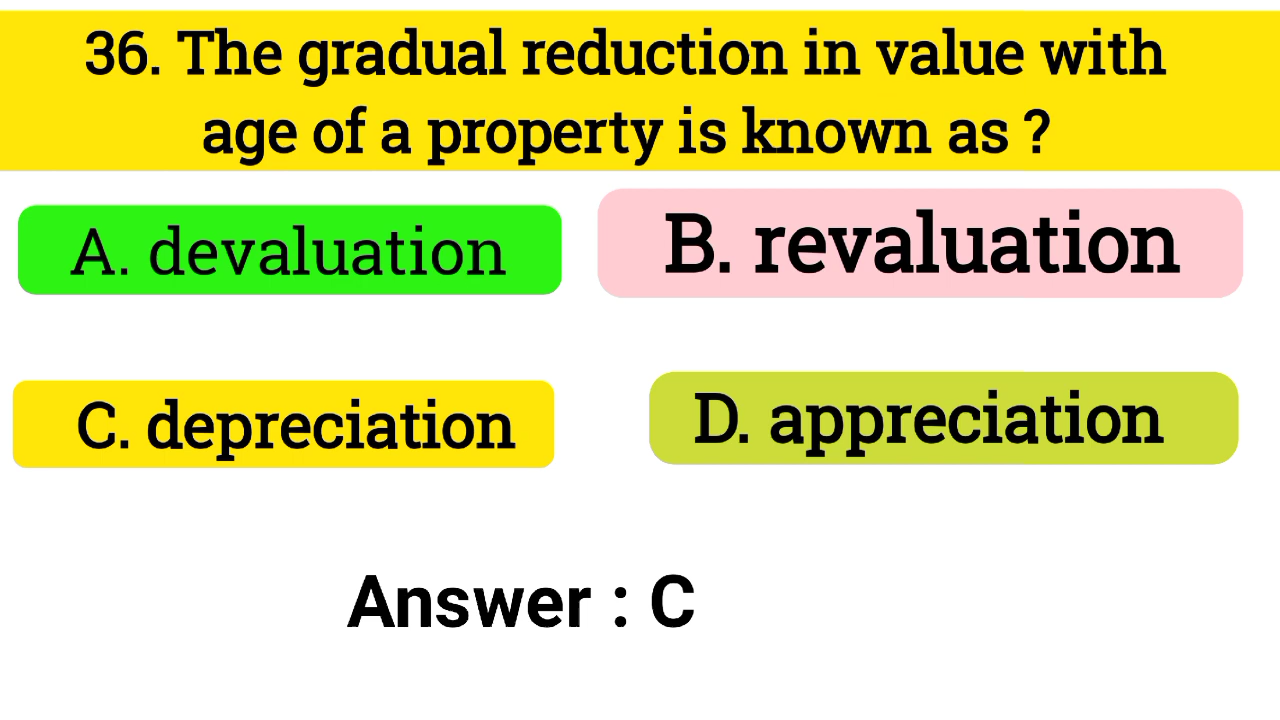 36. The gradual reduction in value with
age of a property is known as ?
A. devaluation
B. revaluation
C. depreciation
D. appreciation
Answer : C